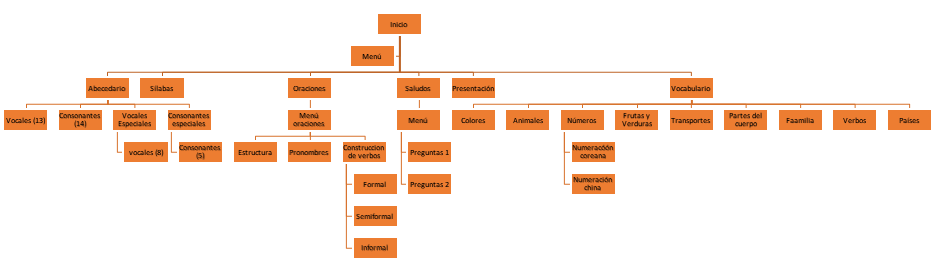 Inicio
Menú
Abecedario
Silabas
Oraciones
Saludos
Presentación
Vocabulario
Vocales (13)
Consonantes
(14)
Vocales
Especiales
Consonantes
especiales
Menú
oraciones
Menú
Colores
Animales
Números
Frutas y
Verduras
Transportes
Partes del
cuerpo
Faamilia
Verbos
Paises
vocales (8)
Consonantes
(5)
Estructura
Pronombres
Construccion
de verbos
Preguntas 1
Numeracóón
coreana
Formal
Preguntas 2
Numeración
china
Semiformal
Informal